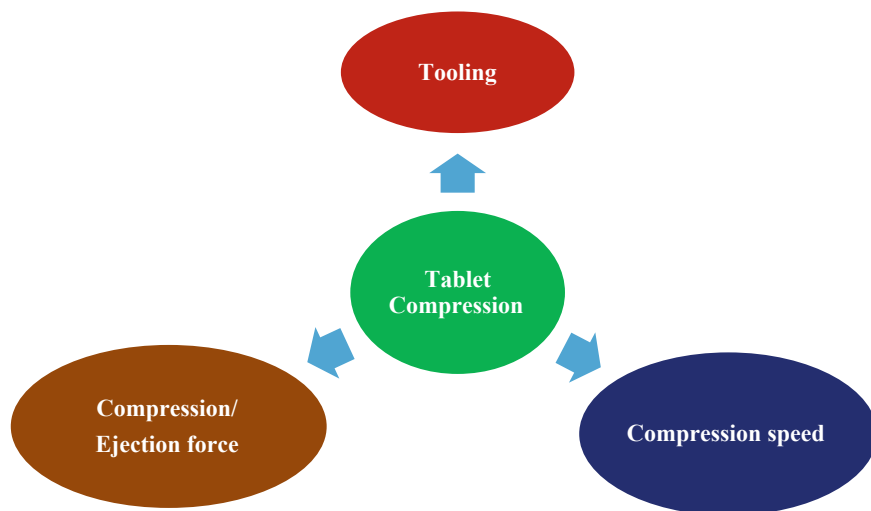 Tooling
Tablet
Compression
Compression/
Ejection force
Compression speed